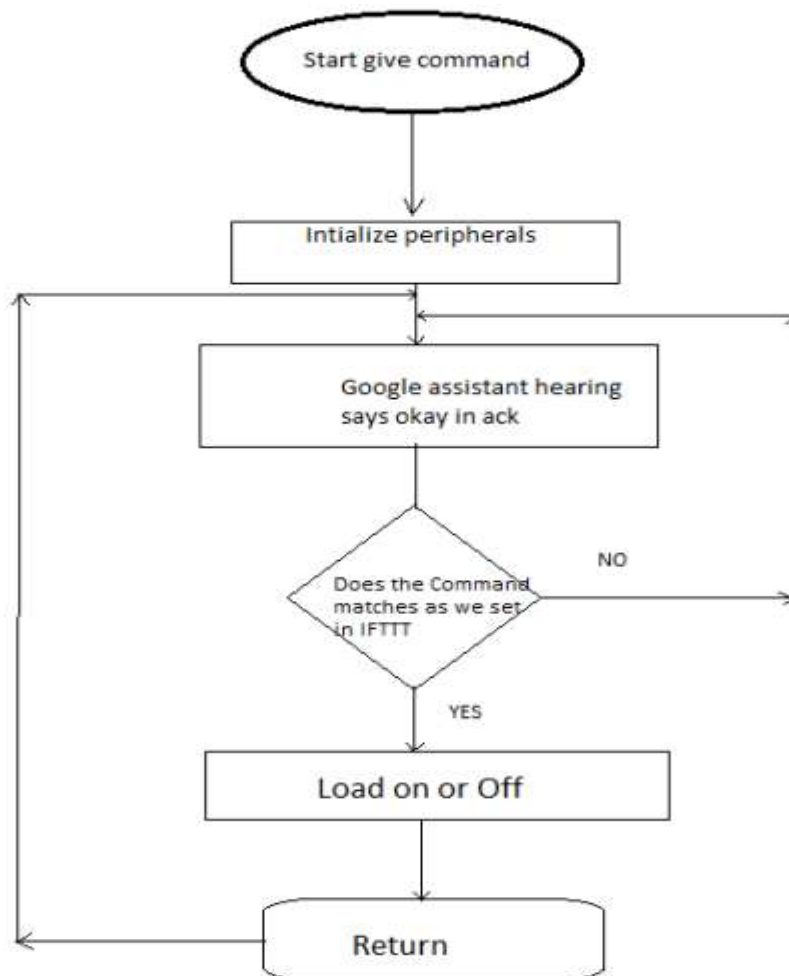 Start give command
Intialize peripherals
Google assistant hearing
says okay in ack
NO
Does the Command
matches as we set
in IFTTT
YES
Load on or Off
Return